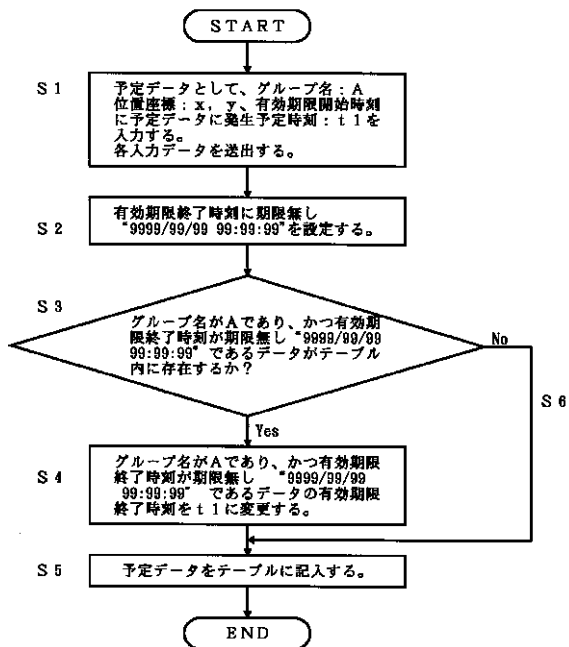 START
S1
予定データとして、グループ名：A
位置座標：x，y、有効期限開始時刻
に予定データに発生予定時刻：t1を
入力する。
各入力データを送出する。
S2
有効期限終了時刻に期限無し
"9999/99/99 99:99:99"を設定する。
S3
グループ名がAであり、かつ有効期
限終了時刻が期限無し"9999/99/99
99:99:99"であるデータがテーブル
内に存在するか？
No
S6
Yes
S4
グループ名がAであり、かつ有効期限
終了時刻が期限無し "9999/99/99
99:99:99" であるデータの有効期限
終了時刻をt1に変更する。
S5
予定データをテーブルに記入する。
END